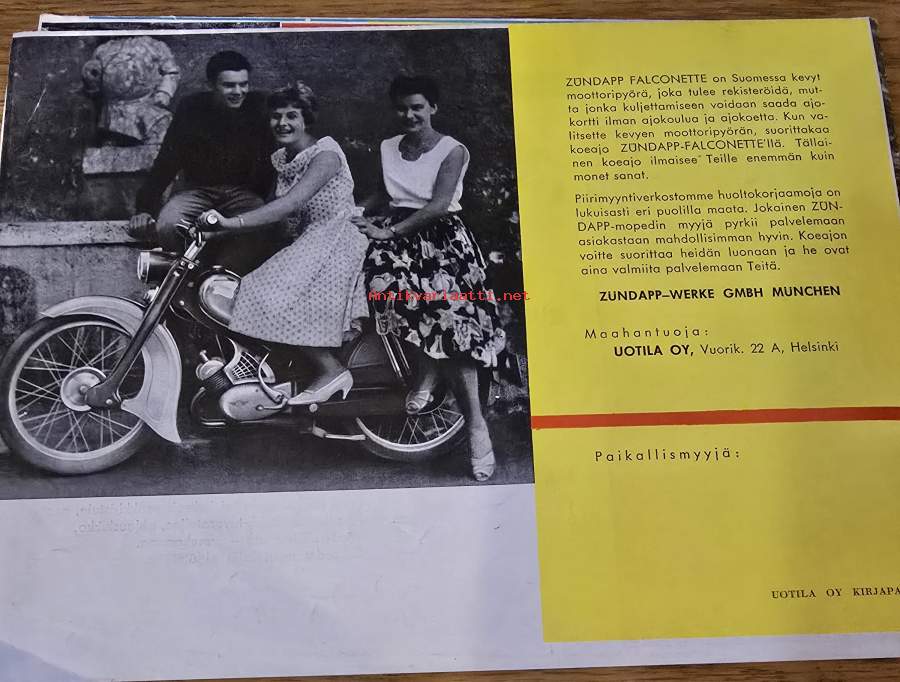 ZÜNDAPP FALCONETTE on Suomessa kevyt
moottoripyörä, joka tulee rekisteröidä, mut-
ta jonka kuljettamiseen voidaan saada ajo-
kortti ilman ajokoulua ja ajokoetta. Kun va-
litsette kevyen moottoripyörän, suorittakaa
koeajo ZÜNDAPP-FALCONETTE'llä. Tällai-
nen koeajo ilmaisee Teille enemmän kuin
monet sanat.
Piirimyyntiverkostomme huoltokorjaamoja on
lukuisasti eri puolilla maata. Jokainen ZÜN-
DAPP-mopedin myyjä pyrkii palvelemaan
asiakastaan mahdollisimman hyvin. Koeajon
voitte suorittaa heidän luonaan ja he ovat
aina valmiita palvelemaan Teitä.
ZÜNDAPP–WERKE GMBH MÜNCHEN
Maahantuoja:
UOTILA OY, Vuorik. 22 A, Helsinki
Paikallismyyjä:
UOTILA OY KIRJAPA
Antikvariaatti.net